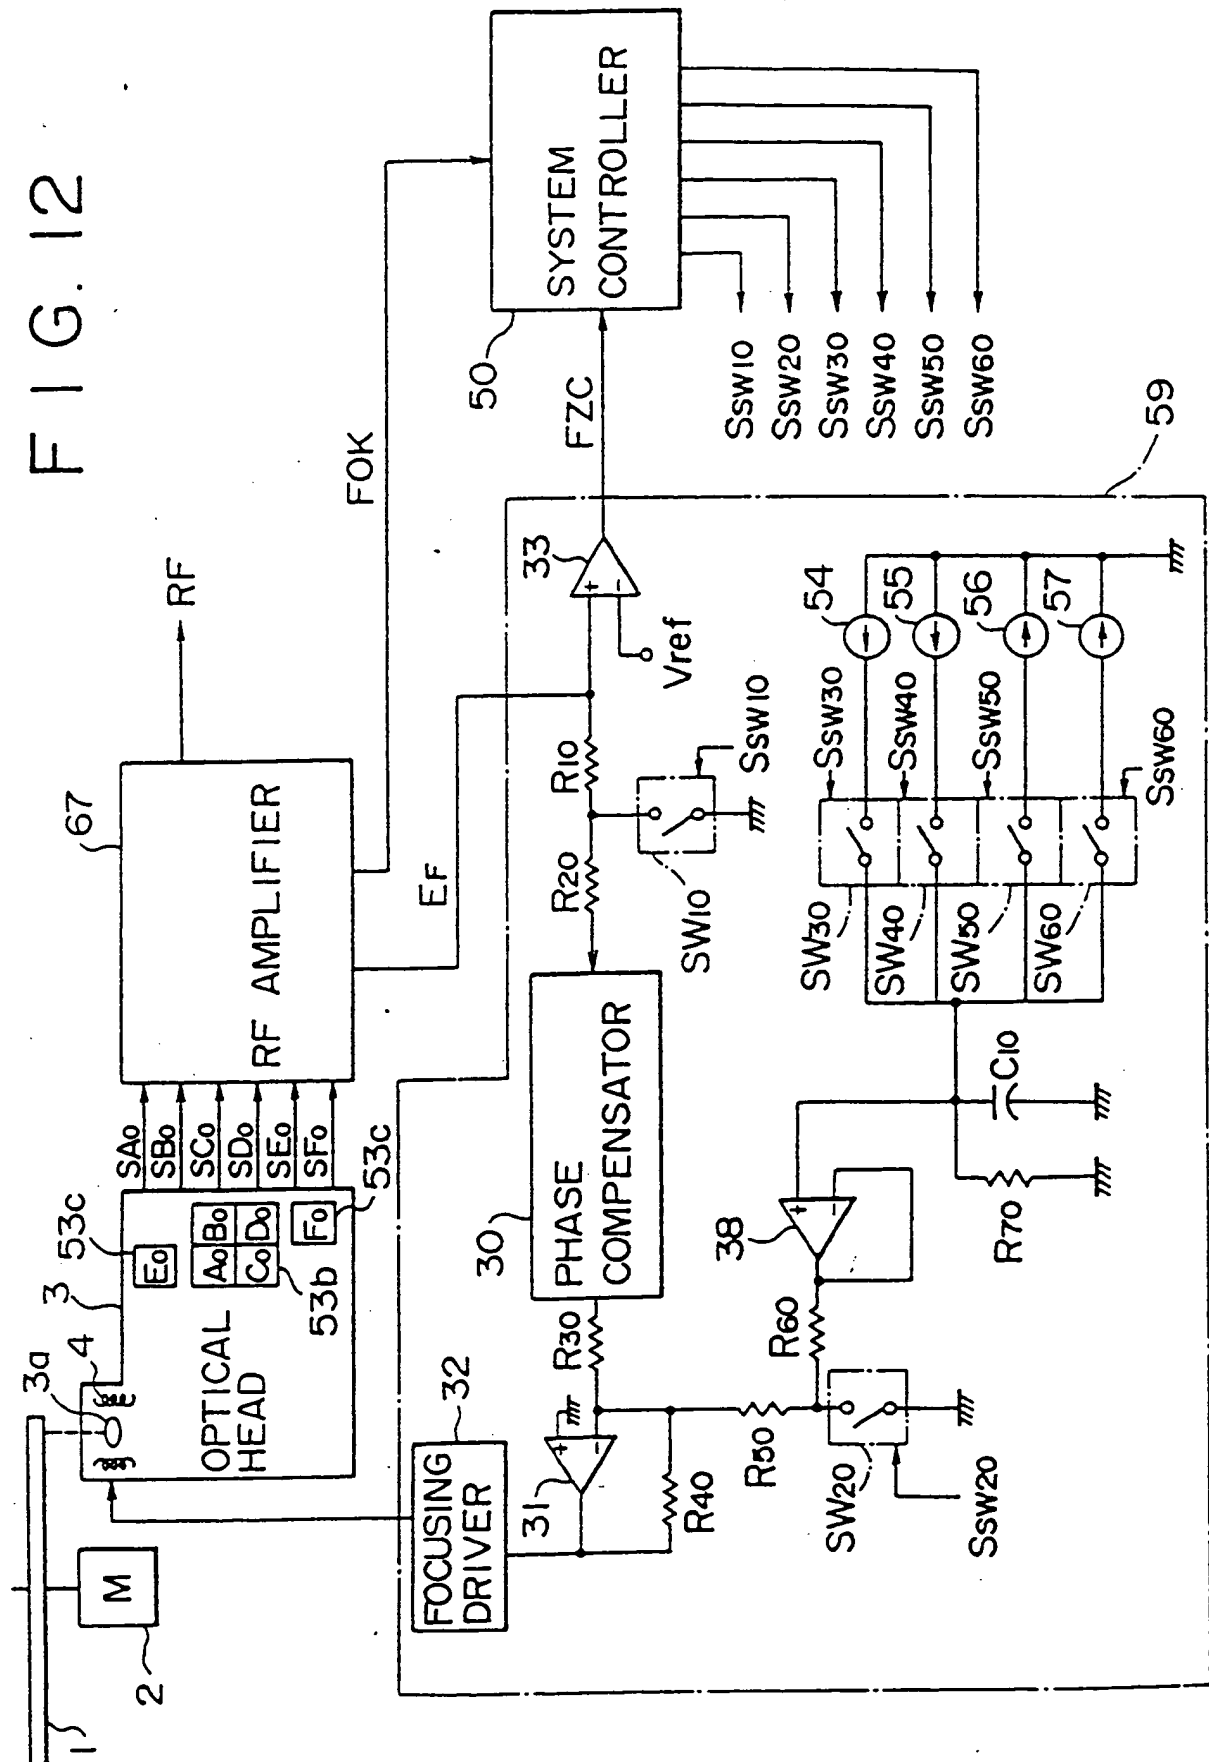 FIG. 12
1
2
M
3
3a
4
53c
E0
A0 B0
C0 D0
F0
53c
53b
OPTICAL
HEAD
SA0
SB0
SC0
SD0
SE0
SF0
67
RF AMPLIFIER
RF
FOK
EF
50
SYSTEM
CONTROLLER
FZC
SSW10
SSW20
SSW30
SSW40
SSW50
SSW60
59
32
FOCUSING
DRIVER
31
+
-
R30
R40
30
PHASE
COMPENSATOR
R20
R10
33
+
-
Vref
SW10
SSW10
R50
R60
SW20
SSW20
38
+
-
R70
C10
SW30
SW40
SW50
SW60
SSW30
SSW40
SSW50
SSW60
54
55
56
57